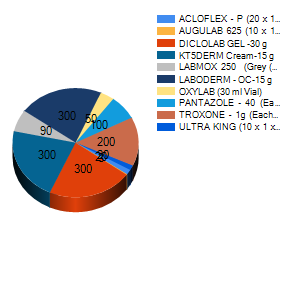 ACLOFLEX - P (20 x 1
AUGULAB 625 (10 x 1
DICLOLAB GEL -30 g
KT5DERM Cream-15 g
LABMOX 250 (Grey (
LABODERM - OC-15 g
OXYLAB (30 ml Vial)
PANTAZOLE - 40 (Ea
TROXONE - 1g (Each
ULTRA KING (10 x 1 x
300
50
100
90
200
300
20
300